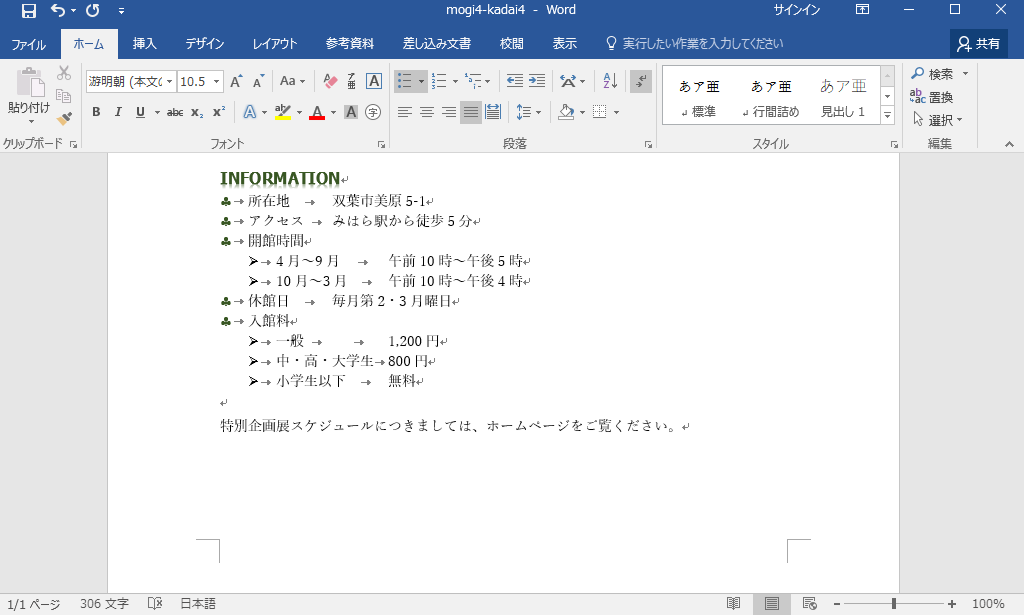 mogi4-kadai4 - Word
サインイン
ファイル ホーム 挿入 デザイン レイアウト 参考資料 差し込み文書 校閲 表示 実行したい作業を入力してください 共有
貼り付け
游明朝 (本文の 10.5 A A Aa 亜 A
B I U abc x₂ x² A aby A A 字
あア亜 あア亜 あア亜
標準 行間詰め 見出し 1
検索
置換
選択
クリップボード フォント 段落 スタイル 編集
INFORMATION
所在地 双葉市美原 5-1
アクセス みはら駅から徒歩 5 分
開館時間
4 月～9 月 午前 10 時～午後 5 時
10 月～3 月 午前 10 時～午後 4 時
休館日 毎月第 2・3 月曜日
入館料
一般 1,200 円
中・高・大学生 800 円
小学生以下 無料
特別企画展スケジュールにつきましては、ホームページをご覧ください。
1/1 ページ 306 文字 日本語 100%